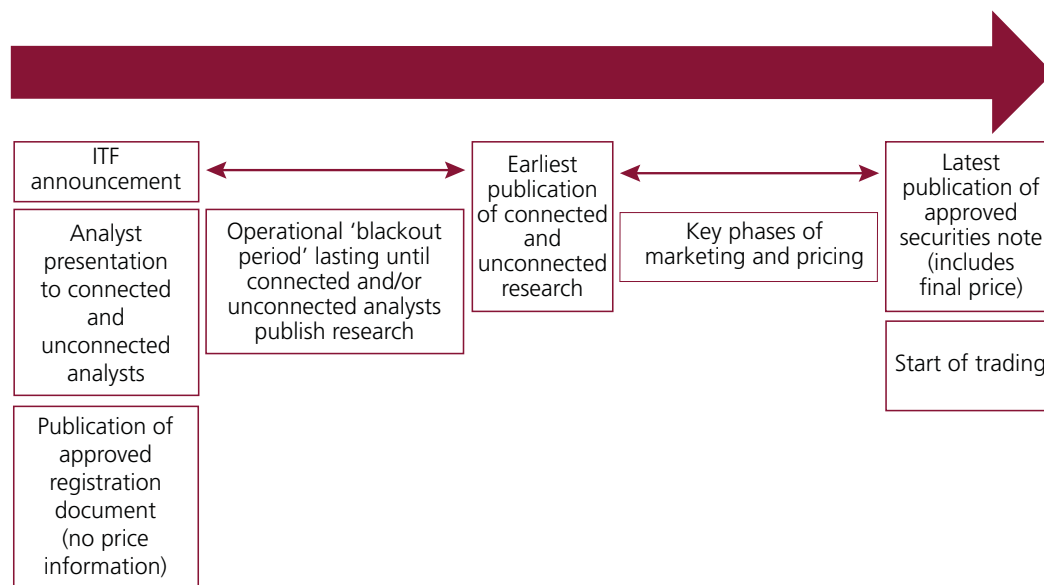 ITF
announcement
Analyst
presentation
to connected
and
unconnected
analysts
Publication of
approved
registration
document
(no price
information)
Operational ‘blackout
period’ lasting until
connected and/or
unconnected analysts
publish research
Earliest
publication
of connected
and
unconnected
research
Key phases of
marketing and pricing
Latest
publication of
approved
securities note
(includes
final price)
Start of trading